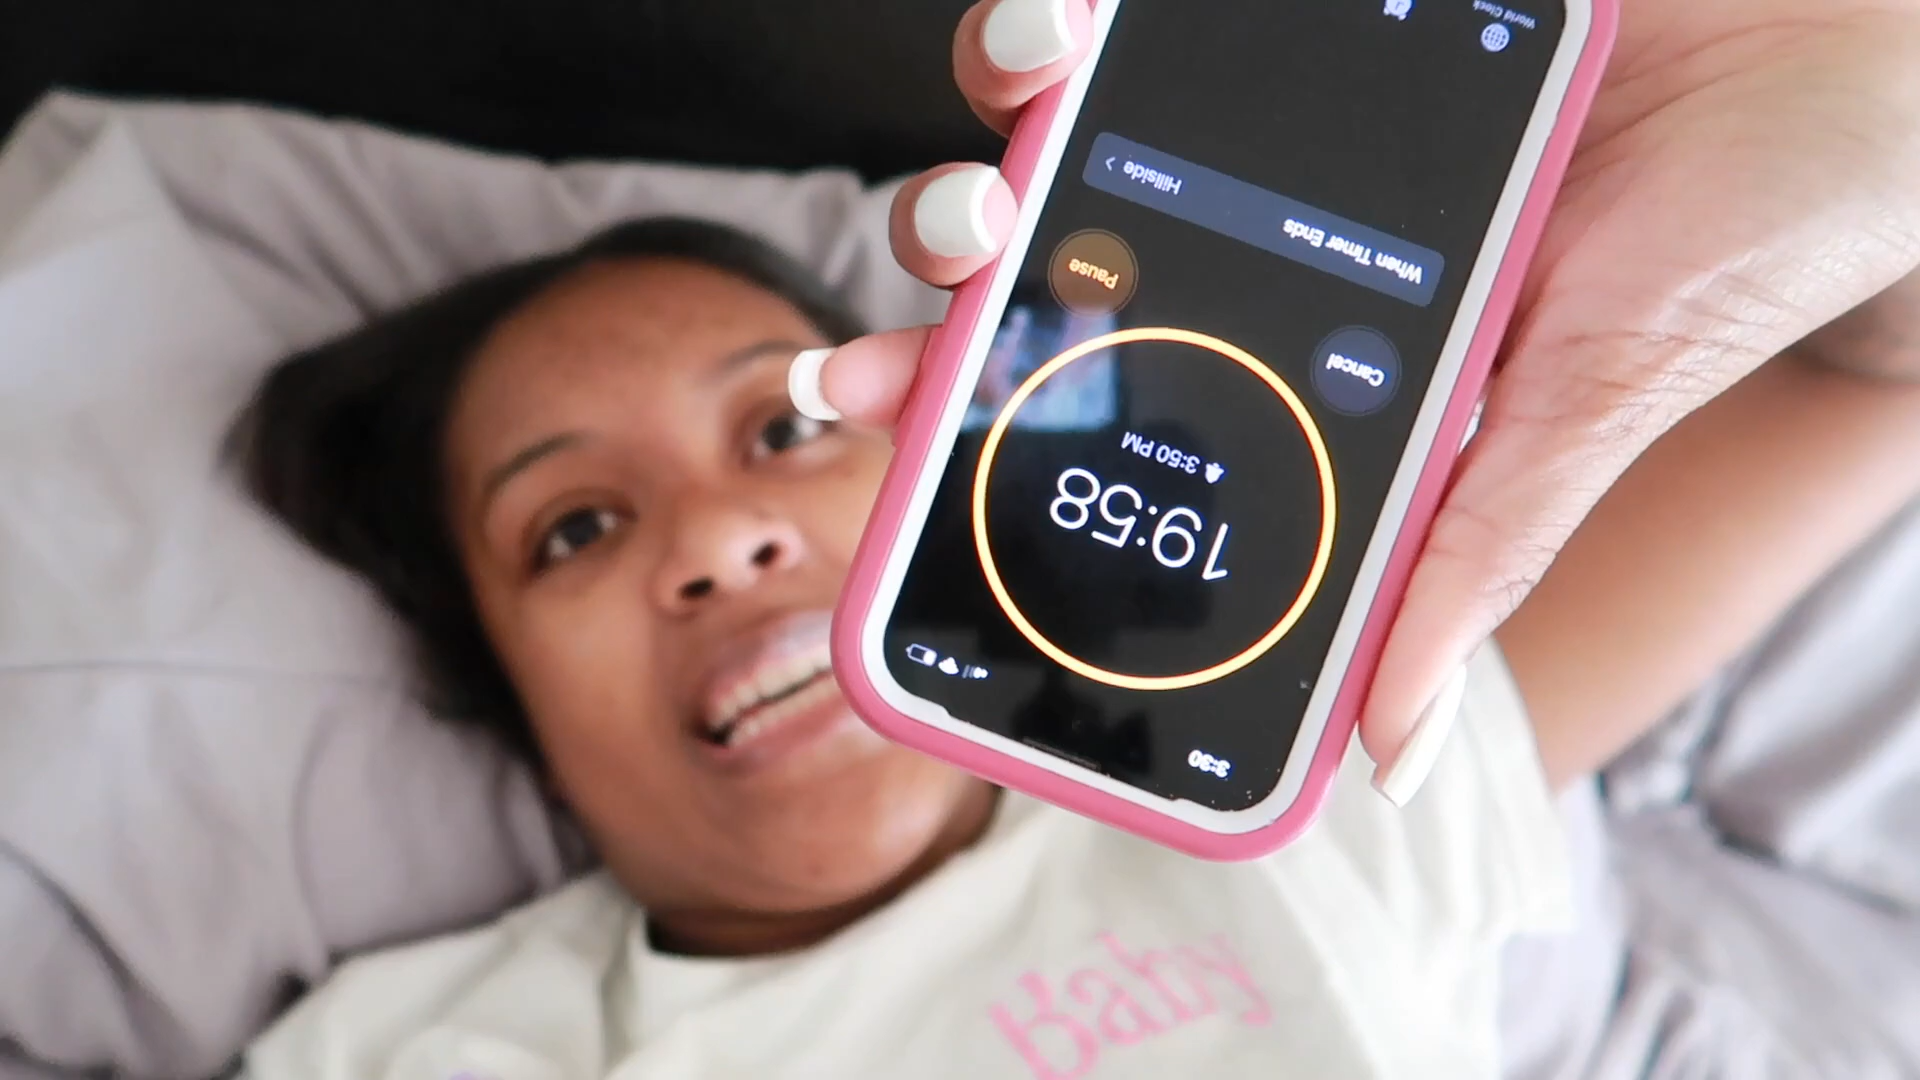 3:30
19:58
3:50 PM
Cancel
Pause
When Timer Ends
Hillside >
World Clock
Baby